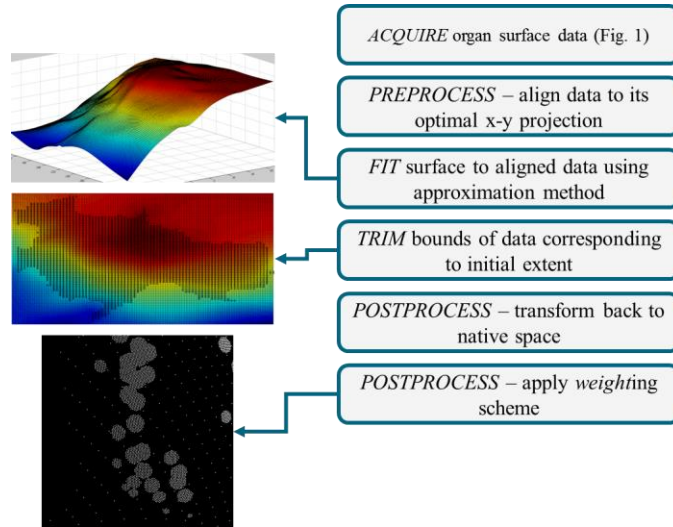 ACQUIRE organ surface data (Fig. 1)
PREPROCESS – align data to its
optimal x-y projection
FIT surface to aligned data using
approximation method
TRIM bounds of data corresponding
to initial extent
POSTPROCESS – transform back to
native space
POSTPROCESS – apply weighting
scheme